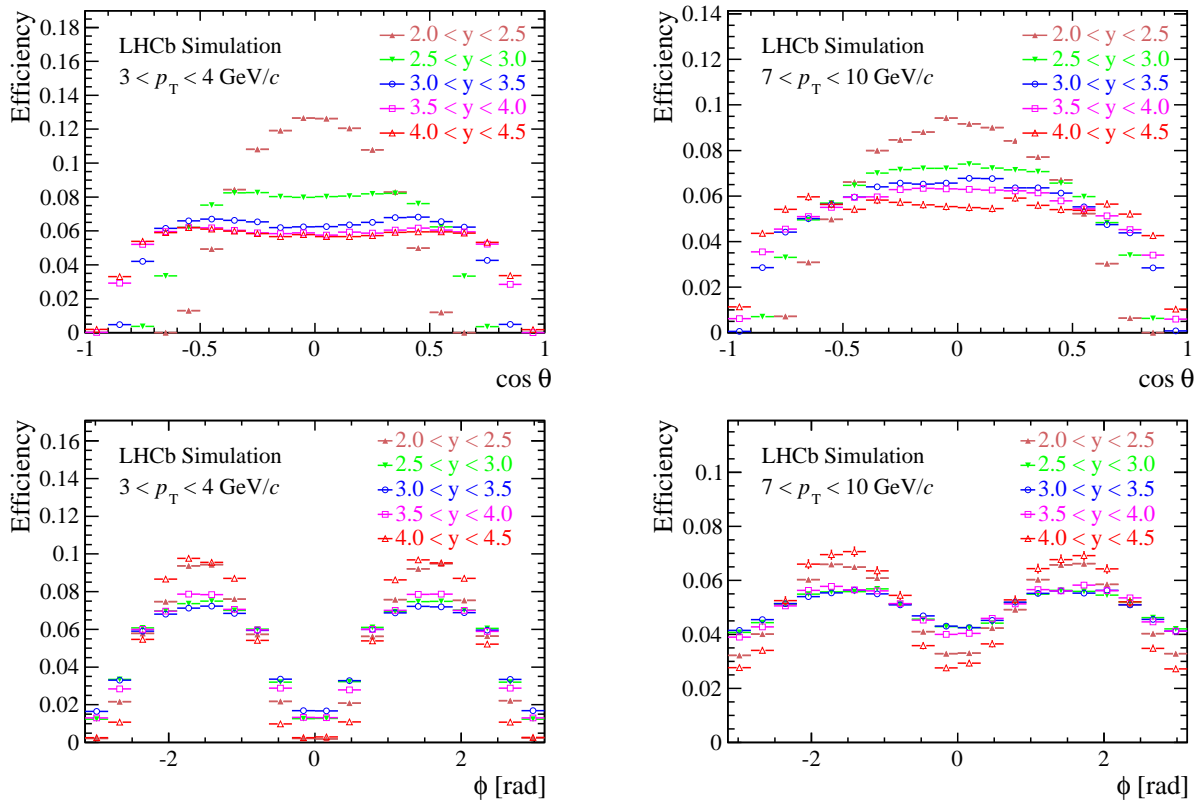 0.18
0.16
0.14
0.12
0.1
0.08
0.06
0.04
0.02
0
Efficiency
LHCb Simulation
3 < pT < 4 GeV/c
2.0 < y < 2.5
2.5 < y < 3.0
3.0 < y < 3.5
3.5 < y < 4.0
4.0 < y < 4.5
-1 -0.5 0 0.5 1
cos θ
0.14
0.12
0.1
0.08
0.06
0.04
0.02
0
Efficiency
LHCb Simulation
7 < pT < 10 GeV/c
2.0 < y < 2.5
2.5 < y < 3.0
3.0 < y < 3.5
3.5 < y < 4.0
4.0 < y < 4.5
-1 -0.5 0 0.5 1
cos θ
0.16
0.14
0.12
0.1
0.08
0.06
0.04
0.02
0
Efficiency
LHCb Simulation
3 < pT < 4 GeV/c
2.0 < y < 2.5
2.5 < y < 3.0
3.0 < y < 3.5
3.5 < y < 4.0
4.0 < y < 4.5
-2 0 2
ϕ [rad]
0.1
0.08
0.06
0.04
0.02
0
Efficiency
LHCb Simulation
7 < pT < 10 GeV/c
2.0 < y < 2.5
2.5 < y < 3.0
3.0 < y < 3.5
3.5 < y < 4.0
4.0 < y < 4.5
-2 0 2
ϕ [rad]